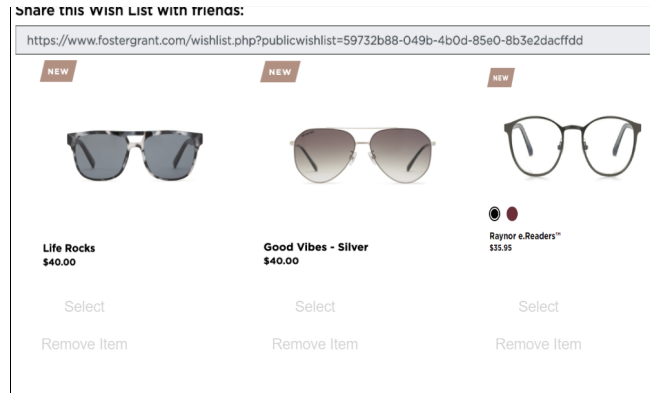 Share this Wish List with friends:
https://www.fostergrant.com/wishlist.php?publicwishlist=59732b88-049b-4b0d-85e0-8b3e2dacffdd
NEW
NEW
NEW
Life Rocks
$40.00
Good Vibes - Silver
$40.00
Raynor e.Readers™
$35.95
Select
Select
Select
Remove Item
Remove Item
Remove Item